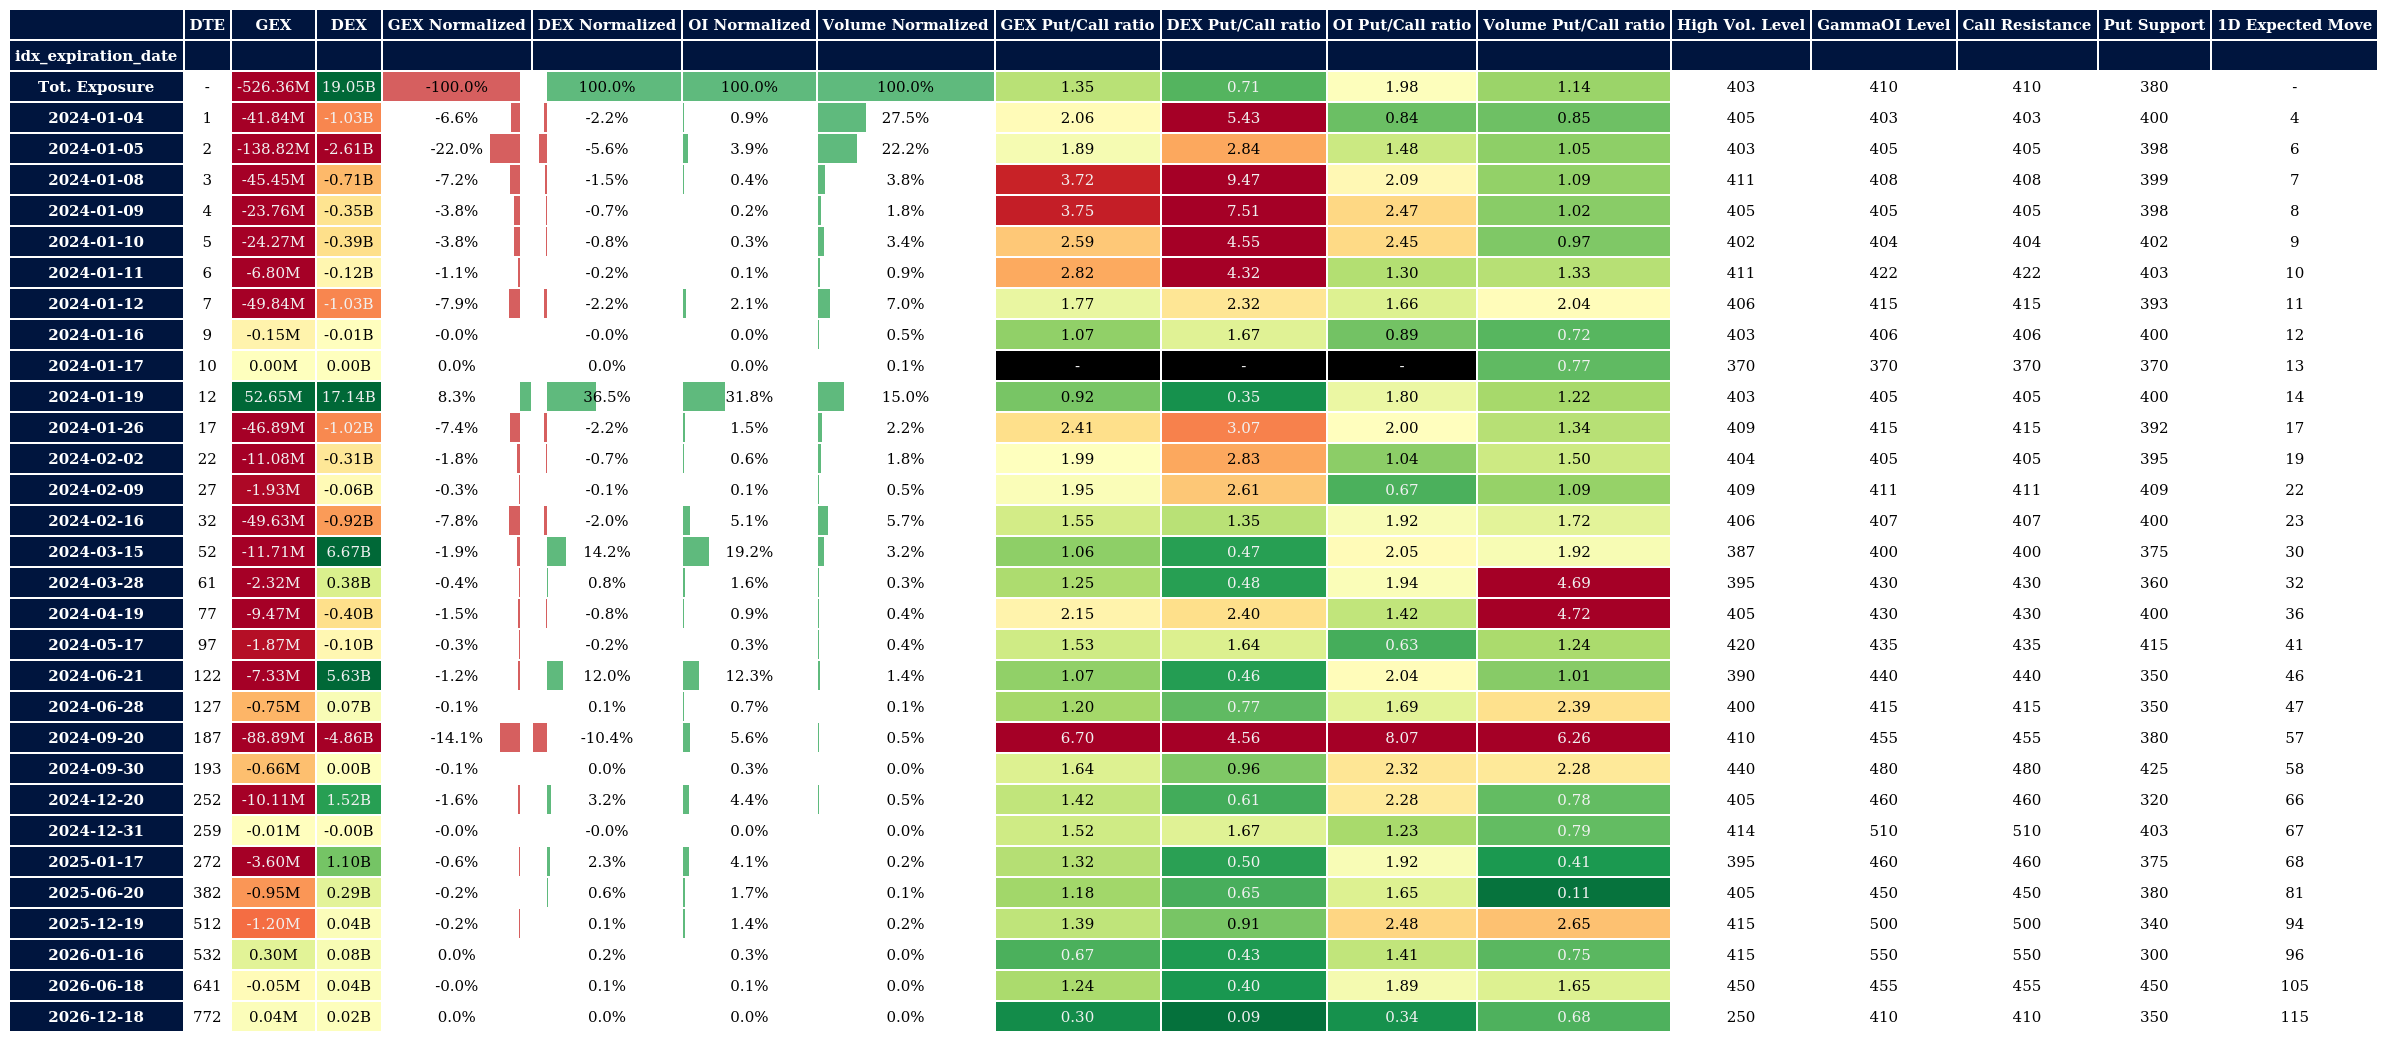 DTE GEX DEX GEX Normalized DEX Normalized OI Normalized Volume Normalized GEX Put/Call ratio DEX Put/Call ratio OI Put/Call ratio Volume Put/Call ratio High Vol. Level GammaOI Level Call Resistance Put Support 1D Expected Move
idx_expiration_date
Tot. Exposure - -526.36M 19.05B -100.0% 100.0% 100.0% 100.0% 1.35 0.71 1.98 1.14 403 410 410 380 -
2024-01-04 1 -41.84M -1.03B -6.6% -2.2% 0.9% 27.5% 2.06 5.43 0.84 0.85 405 403 403 400 4
2024-01-05 2 -138.82M -2.61B -22.0% -5.6% 3.9% 22.2% 1.89 2.84 1.48 1.05 403 405 405 398 6
2024-01-08 3 -45.45M -0.71B -7.2% -1.5% 0.4% 3.8% 3.72 9.47 2.09 1.09 411 408 408 399 7
2024-01-09 4 -23.76M -0.35B -3.8% -0.7% 0.2% 1.8% 3.75 7.51 2.47 1.02 405 405 405 398 8
2024-01-10 5 -24.27M -0.39B -3.8% -0.8% 0.3% 3.4% 2.59 4.55 2.45 0.97 402 404 404 402 9
2024-01-11 6 -6.80M -0.12B -1.1% -0.2% 0.1% 0.9% 2.82 4.32 1.30 1.33 411 422 422 403 10
2024-01-12 7 -49.84M -1.03B -7.9% -2.2% 2.1% 7.0% 1.77 2.32 1.66 2.04 406 415 415 393 11
2024-01-16 9 -0.15M -0.01B -0.0% -0.0% 0.0% 0.5% 1.07 1.67 0.89 0.72 403 406 406 400 12
2024-01-17 10 0.00M 0.00B 0.0% 0.0% 0.0% 0.1% - - - 0.77 370 370 370 370 13
2024-01-19 12 52.65M 17.14B 8.3% 36.5% 31.8% 15.0% 0.92 0.35 1.80 1.22 403 405 405 400 14
2024-01-26 17 -46.89M -1.02B -7.4% -2.2% 1.5% 2.2% 2.41 3.07 2.00 1.34 409 415 415 392 17
2024-02-02 22 -11.08M -0.31B -1.8% -0.7% 0.6% 1.8% 1.99 2.83 1.04 1.50 404 405 405 395 19
2024-02-09 27 -1.93M -0.06B -0.3% -0.1% 0.1% 0.5% 1.95 2.61 0.67 1.09 409 411 411 409 22
2024-02-16 32 -49.63M -0.92B -7.8% -2.0% 5.1% 5.7% 1.55 1.35 1.92 1.72 406 407 407 400 23
2024-03-15 52 -11.71M 6.67B -1.9% 14.2% 19.2% 3.2% 1.06 0.47 2.05 1.92 387 400 400 375 30
2024-03-28 61 -2.32M 0.38B -0.4% 0.8% 1.6% 0.3% 1.25 0.48 1.94 4.69 395 430 430 360 32
2024-04-19 77 -9.47M -0.40B -1.5% -0.8% 0.9% 0.4% 2.15 2.40 1.42 4.72 405 430 430 400 36
2024-05-17 97 -1.87M -0.10B -0.3% -0.2% 0.3% 0.4% 1.53 1.64 0.63 1.24 420 435 435 415 41
2024-06-21 122 -7.33M 5.63B -1.2% 12.0% 12.3% 1.4% 1.07 0.46 2.04 1.01 390 440 440 350 46
2024-06-28 127 -0.75M 0.07B -0.1% 0.1% 0.7% 0.1% 1.20 0.77 1.69 2.39 400 415 415 350 47
2024-09-20 187 -88.89M -4.86B -14.1% -10.4% 5.6% 0.5% 6.70 4.56 8.07 6.26 410 455 455 380 57
2024-09-30 193 -0.66M 0.00B -0.1% 0.0% 0.3% 0.0% 1.64 0.96 2.32 2.28 440 480 480 425 58
2024-12-20 252 -10.11M 1.52B -1.6% 3.2% 4.4% 0.5% 1.42 0.61 2.28 0.78 405 460 460 320 66
2024-12-31 259 -0.01M -0.00B -0.0% -0.0% 0.0% 0.0% 1.52 1.67 1.23 0.79 414 510 510 403 67
2025-01-17 272 -3.60M 1.10B -0.6% 2.3% 4.1% 0.2% 1.32 0.50 1.92 0.41 395 460 460 375 68
2025-06-20 382 -0.95M 0.29B -0.2% 0.6% 1.7% 0.1% 1.18 0.65 1.65 0.11 405 450 450 380 81
2025-12-19 512 -1.20M 0.04B -0.2% 0.1% 1.4% 0.2% 1.39 0.91 2.48 2.65 415 500 500 340 94
2026-01-16 532 0.30M 0.08B 0.0% 0.2% 0.3% 0.0% 0.67 0.43 1.41 0.75 415 550 550 300 96
2026-06-18 641 -0.05M 0.04B -0.0% 0.1% 0.1% 0.0% 1.24 0.40 1.89 1.65 450 455 455 450 105
2026-12-18 772 0.04M 0.02B 0.0% 0.0% 0.0% 0.0% 0.30 0.09 0.34 0.68 250 410 410 350 115